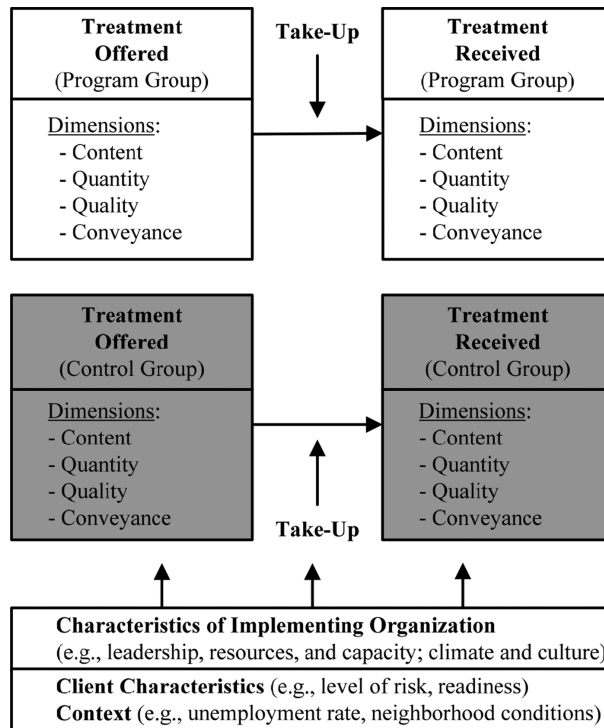 Treatment
Offered
(Program Group)
Dimensions:
- Content
- Quantity
- Quality
- Conveyance
Take-Up
Treatment
Received
(Program Group)
Dimensions:
- Content
- Quantity
- Quality
- Conveyance
Treatment
Offered
(Control Group)
Dimensions:
- Content
- Quantity
- Quality
- Conveyance
Take-Up
Treatment
Received
(Control Group)
Dimensions:
- Content
- Quantity
- Quality
- Conveyance
Characteristics of Implementing Organization
(e.g., leadership, resources, and capacity; climate and culture)
Client Characteristics (e.g., level of risk, readiness)
Context (e.g., unemployment rate, neighborhood conditions)